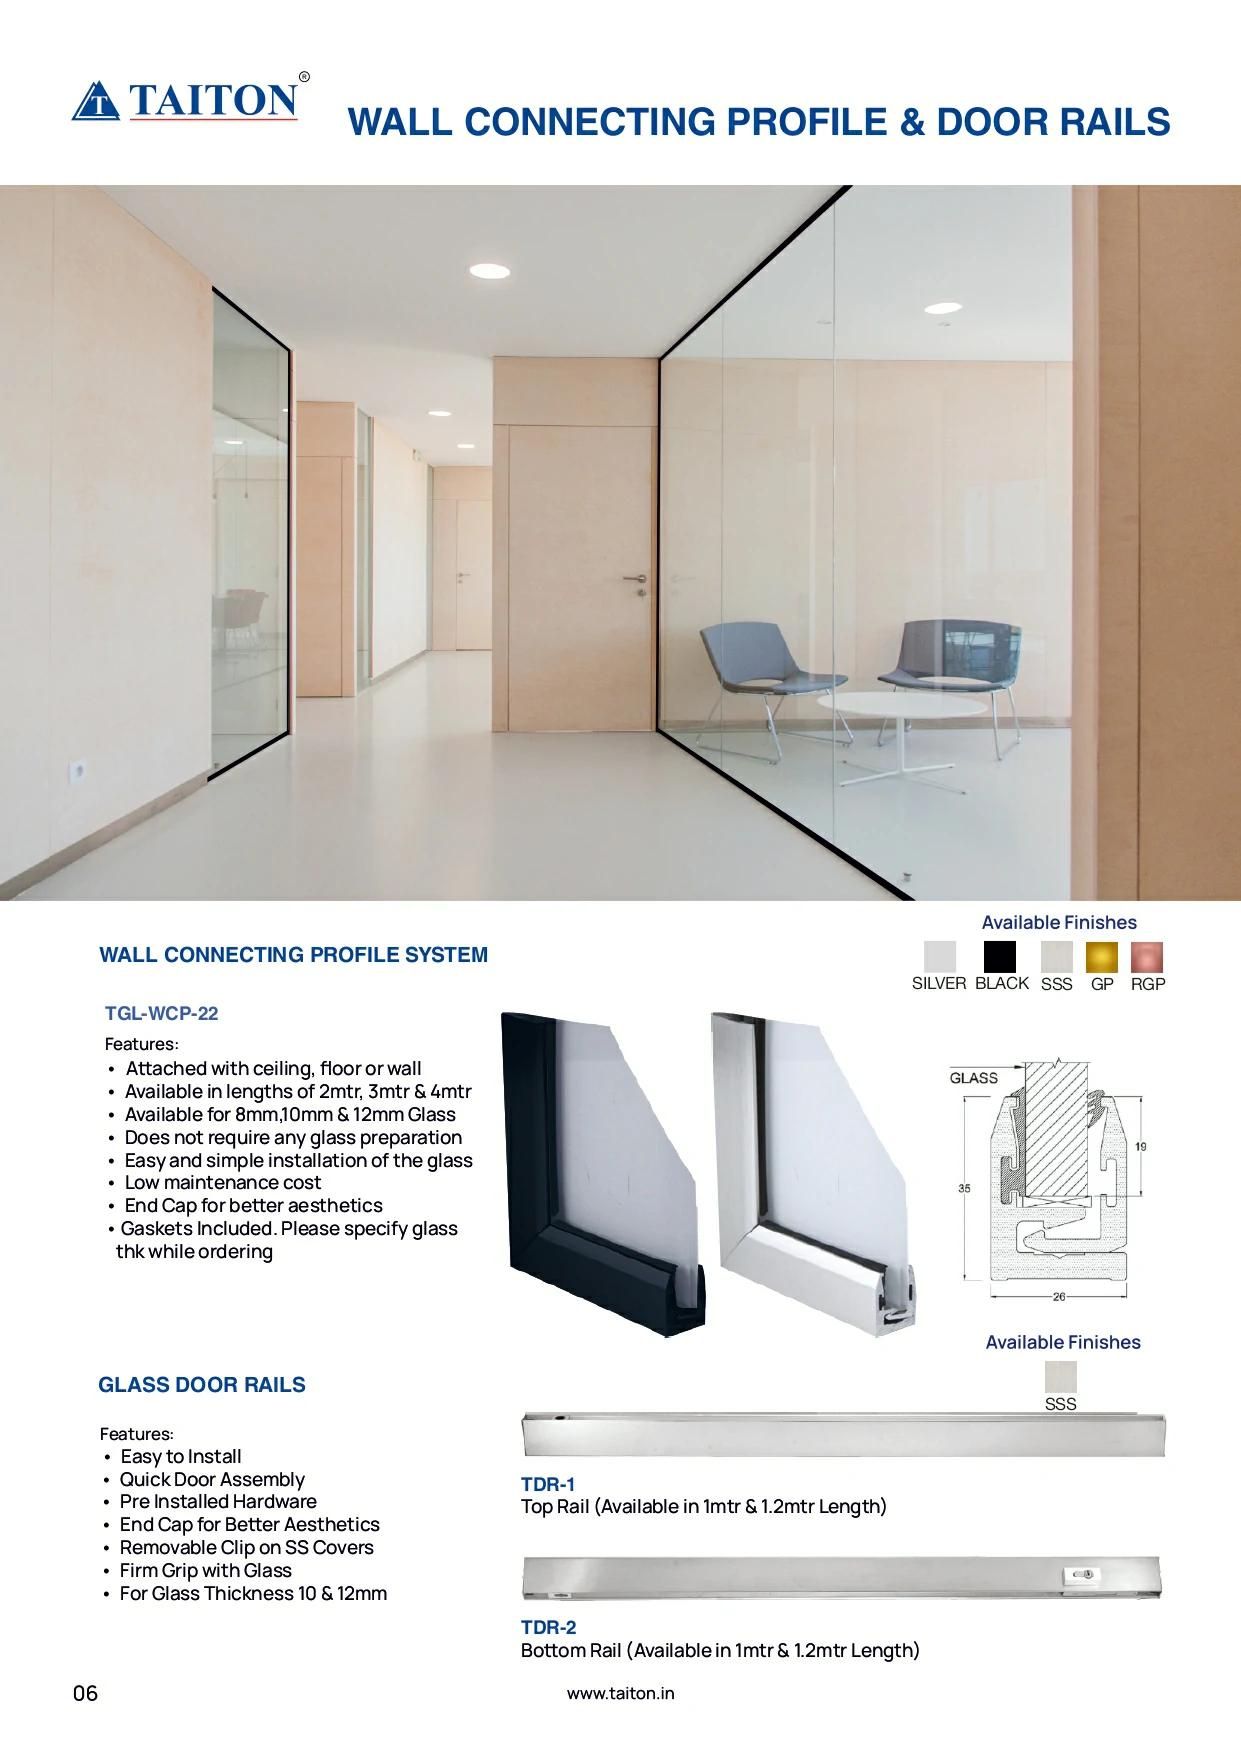 T TAITON ®
WALL CONNECTING PROFILE & DOOR RAILS
Available Finishes
SILVER BLACK SSS GP RGP
WALL CONNECTING PROFILE SYSTEM
TGL-WCP-22
Features:
• Attached with ceiling, floor or wall
• Available in lengths of 2mtr, 3mtr & 4mtr
• Available for 8mm,10mm & 12mm Glass
• Does not require any glass preparation
• Easy and simple installation of the glass
• Low maintenance cost
• End Cap for better aesthetics
• Gaskets Included. Please specify glass
thk while ordering
GLASS
19
35
26
Available Finishes
SSS
GLASS DOOR RAILS
Features:
• Easy to Install
• Quick Door Assembly
• Pre Installed Hardware
• End Cap for Better Aesthetics
• Removable Clip on SS Covers
• Firm Grip with Glass
• For Glass Thickness 10 & 12mm
TDR-1
Top Rail (Available in 1mtr & 1.2mtr Length)
TDR-2
Bottom Rail (Available in 1mtr & 1.2mtr Length)
06
www.taiton.in